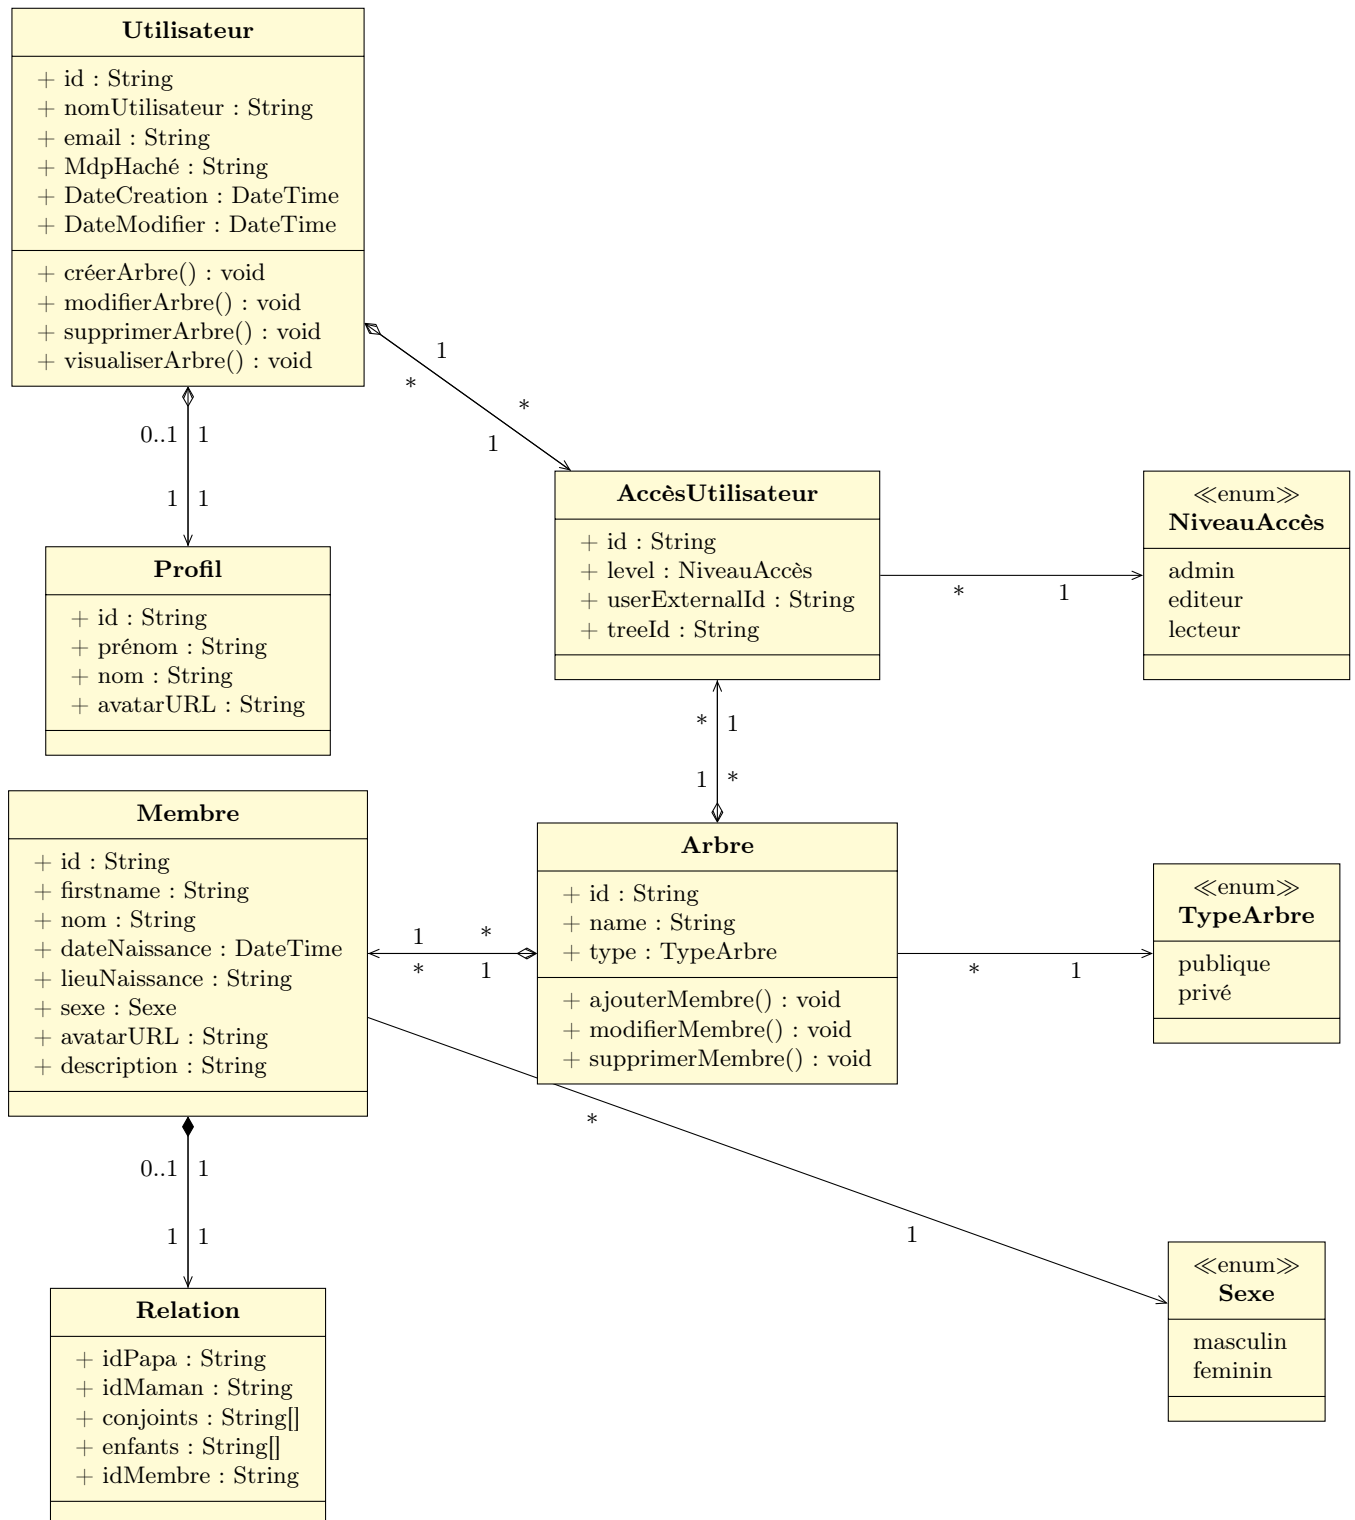 Utilisateur
+ id : String
+ nomUtilisateur : String
+ email : String
+ MdpHaché : String
+ DateCreation : DateTime
+ DateModifier : DateTime
+ créerArbre() : void
+ modifierArbre() : void
+ supprimerArbre() : void
+ visualiserArbre() : void
1
*
*
1
0..1 1
1 1
AccèsUtilisateur
+ id : String
+ level : NiveauAccès
+ userExternalId : String
+ treeId : String
* 1
≪enum≫
NiveauAccès
admin
editeur
lecteur
Profil
+ id : String
+ prénom : String
+ nom : String
+ avatarURL : String
* 1
1 *
Membre
+ id : String
+ firstname : String
+ nom : String
+ dateNaissance : DateTime
+ lieuNaissance : String
+ sexe : Sexe
+ avatarURL : String
+ description : String
1 *
* 1
Arbre
+ id : String
+ name : String
+ type : TypeArbre
+ ajouterMembre() : void
+ modifierMembre() : void
+ supprimerMembre() : void
* 1
≪enum≫
TypeArbre
publique
privé
*
1
0..1 1
1 1
≪enum≫
Sexe
masculin
feminin
Relation
+ idPapa : String
+ idMaman : String
+ conjoints : String[]
+ enfants : String[]
+ idMembre : String